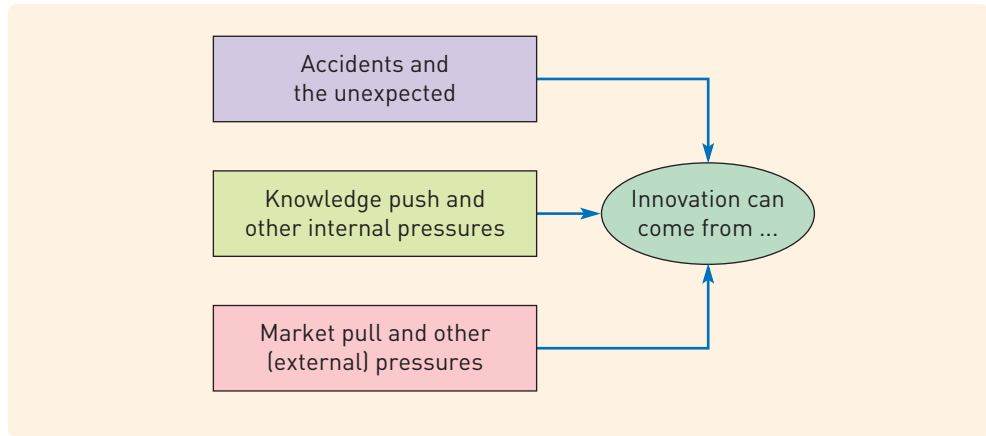 Accidents and
the unexpected
Knowledge push and
other internal pressures
Innovation can
come from ...
Market pull and other
(external) pressures